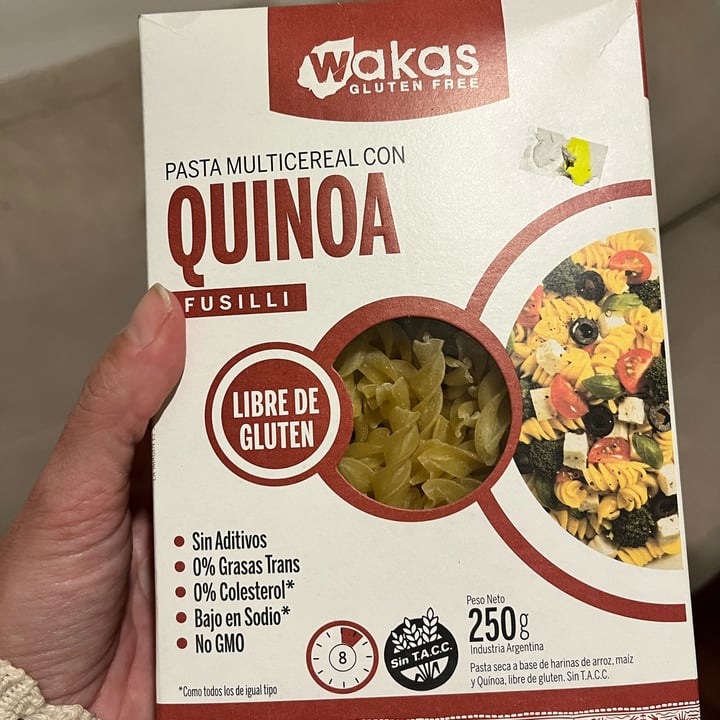 wakas
GLUTEN FREE
PASTA MULTICEREAL CON
QUINOA
FUSILLI
LIBRE DE
GLUTEN
Sin Aditivos
0% Grasas Trans
0% Colesterol*
Bajo en Sodio*
No GMO
*Como todos los de igual tipo
8
Sin T.A.C.C.
Peso Neto
250g
Industria Argentina
Pasta seca a base de harinas de arroz, maíz
y Quínoa, libre de gluten. Sin T.A.C.C.